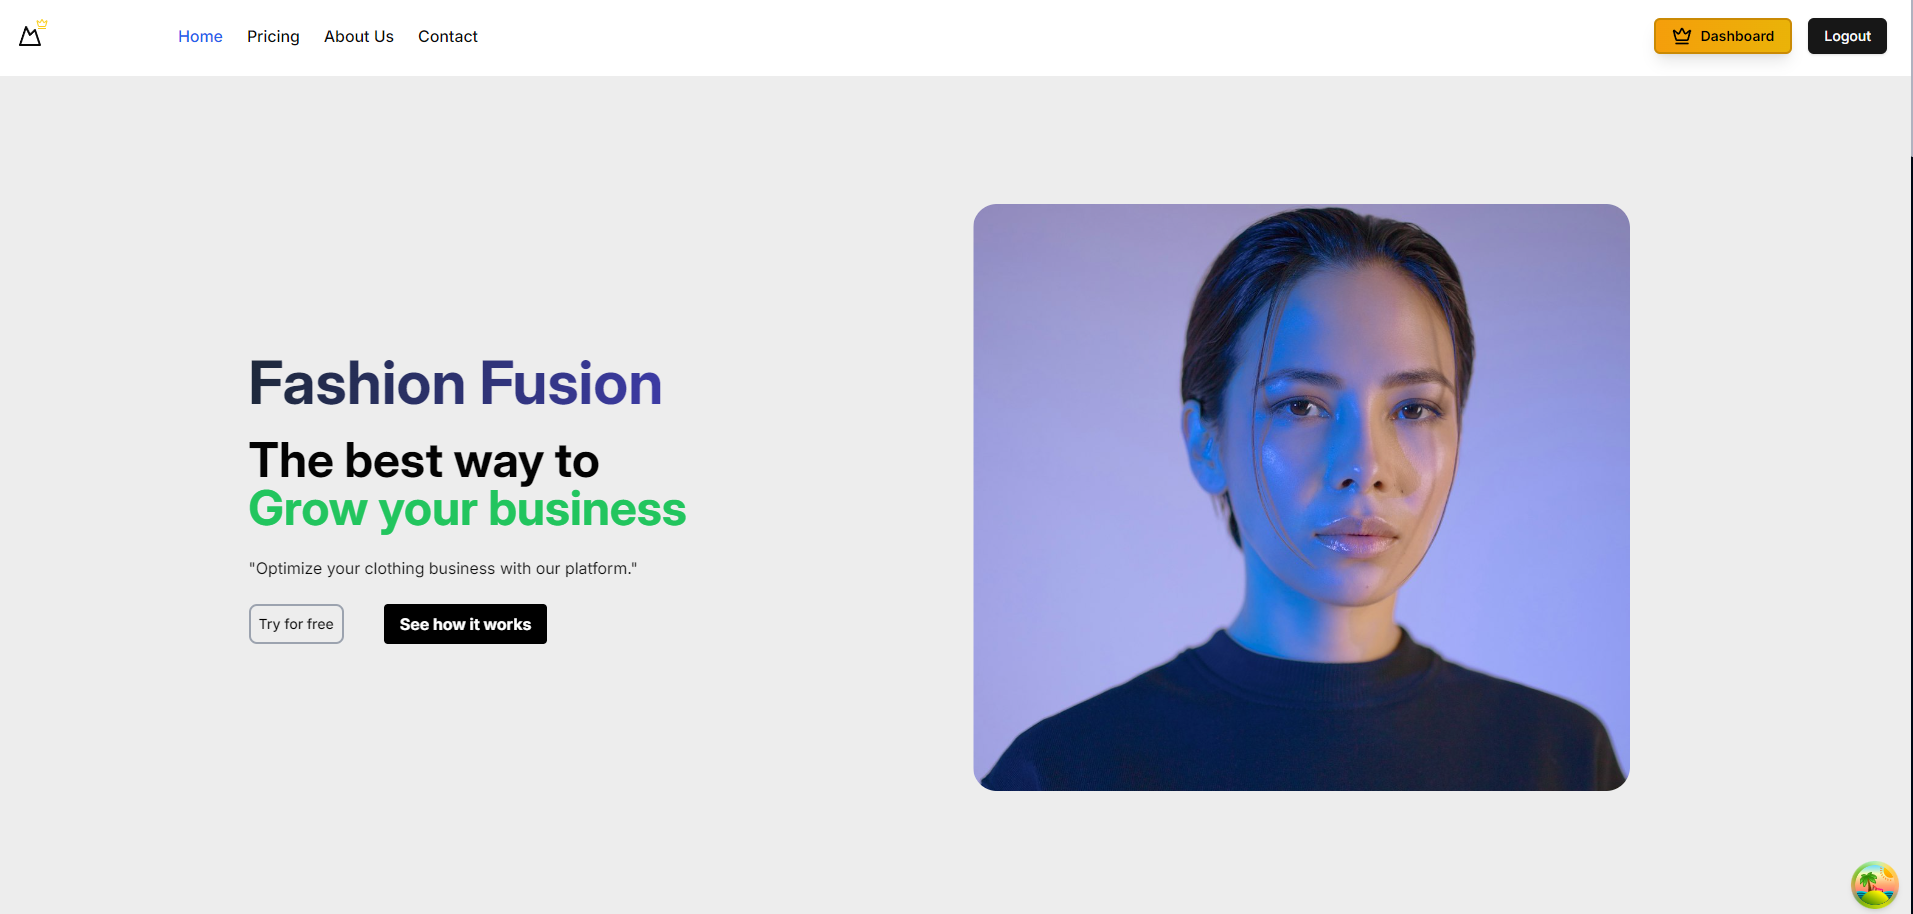 Home Pricing About Us Contact Dashboard Logout
Fashion Fusion
The best way to
Grow your business
"Optimize your clothing business with our platform."
Try for free See how it works